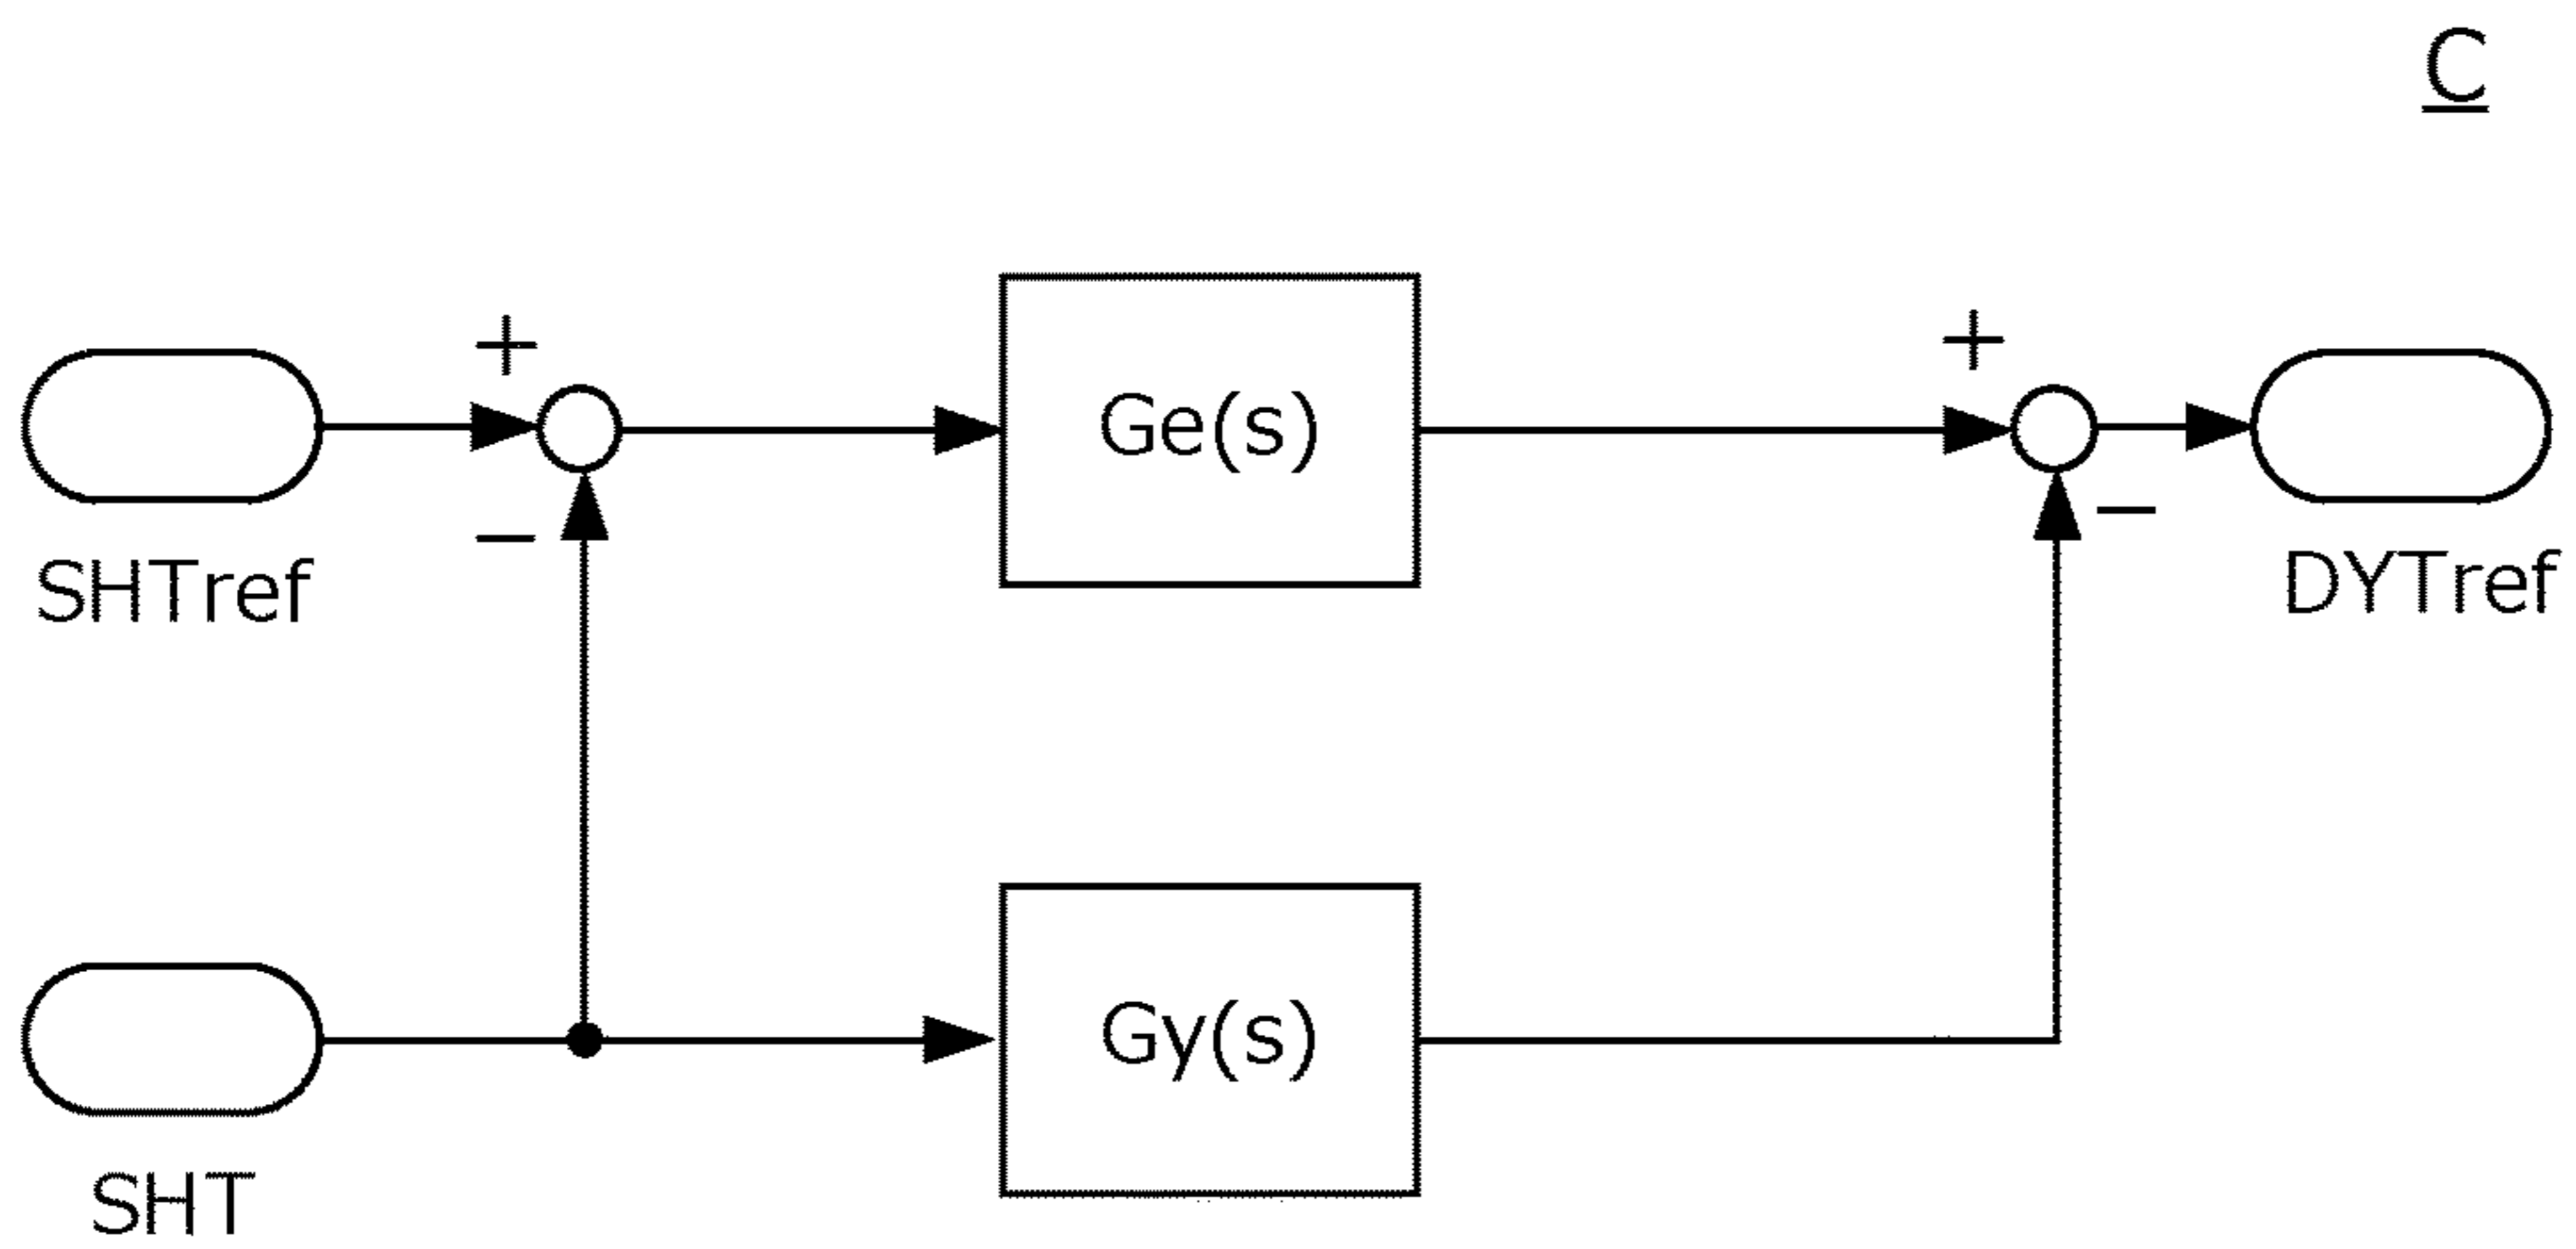 C
+
+
Ge(s)
SHTref
−
−
DYTref
Gy(s)
SHT